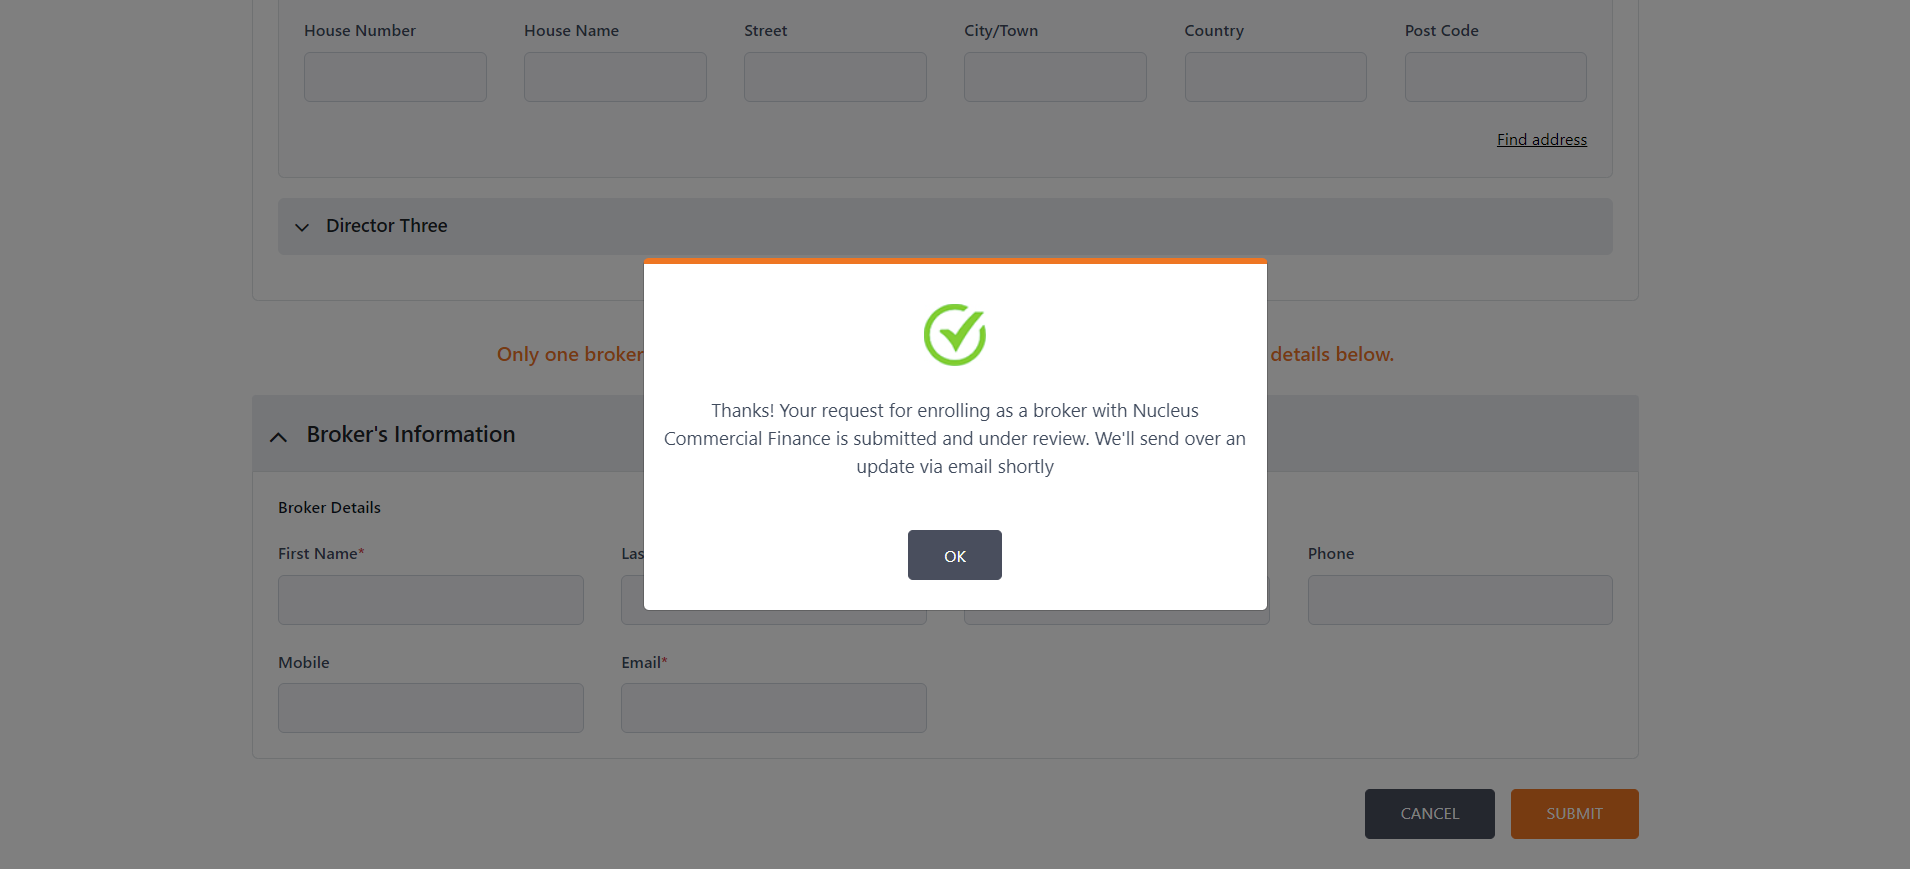 House Number House Name Street City/Town Country Post Code
Find address
Director Three
Only one broker details below.
Thanks! Your request for enrolling as a broker with Nucleus
Commercial Finance is submitted and under review. We'll send over an
update via email shortly
OK
Broker's Information
Broker Details
First Name* Las Phone
Mobile Email*
CANCEL SUBMIT